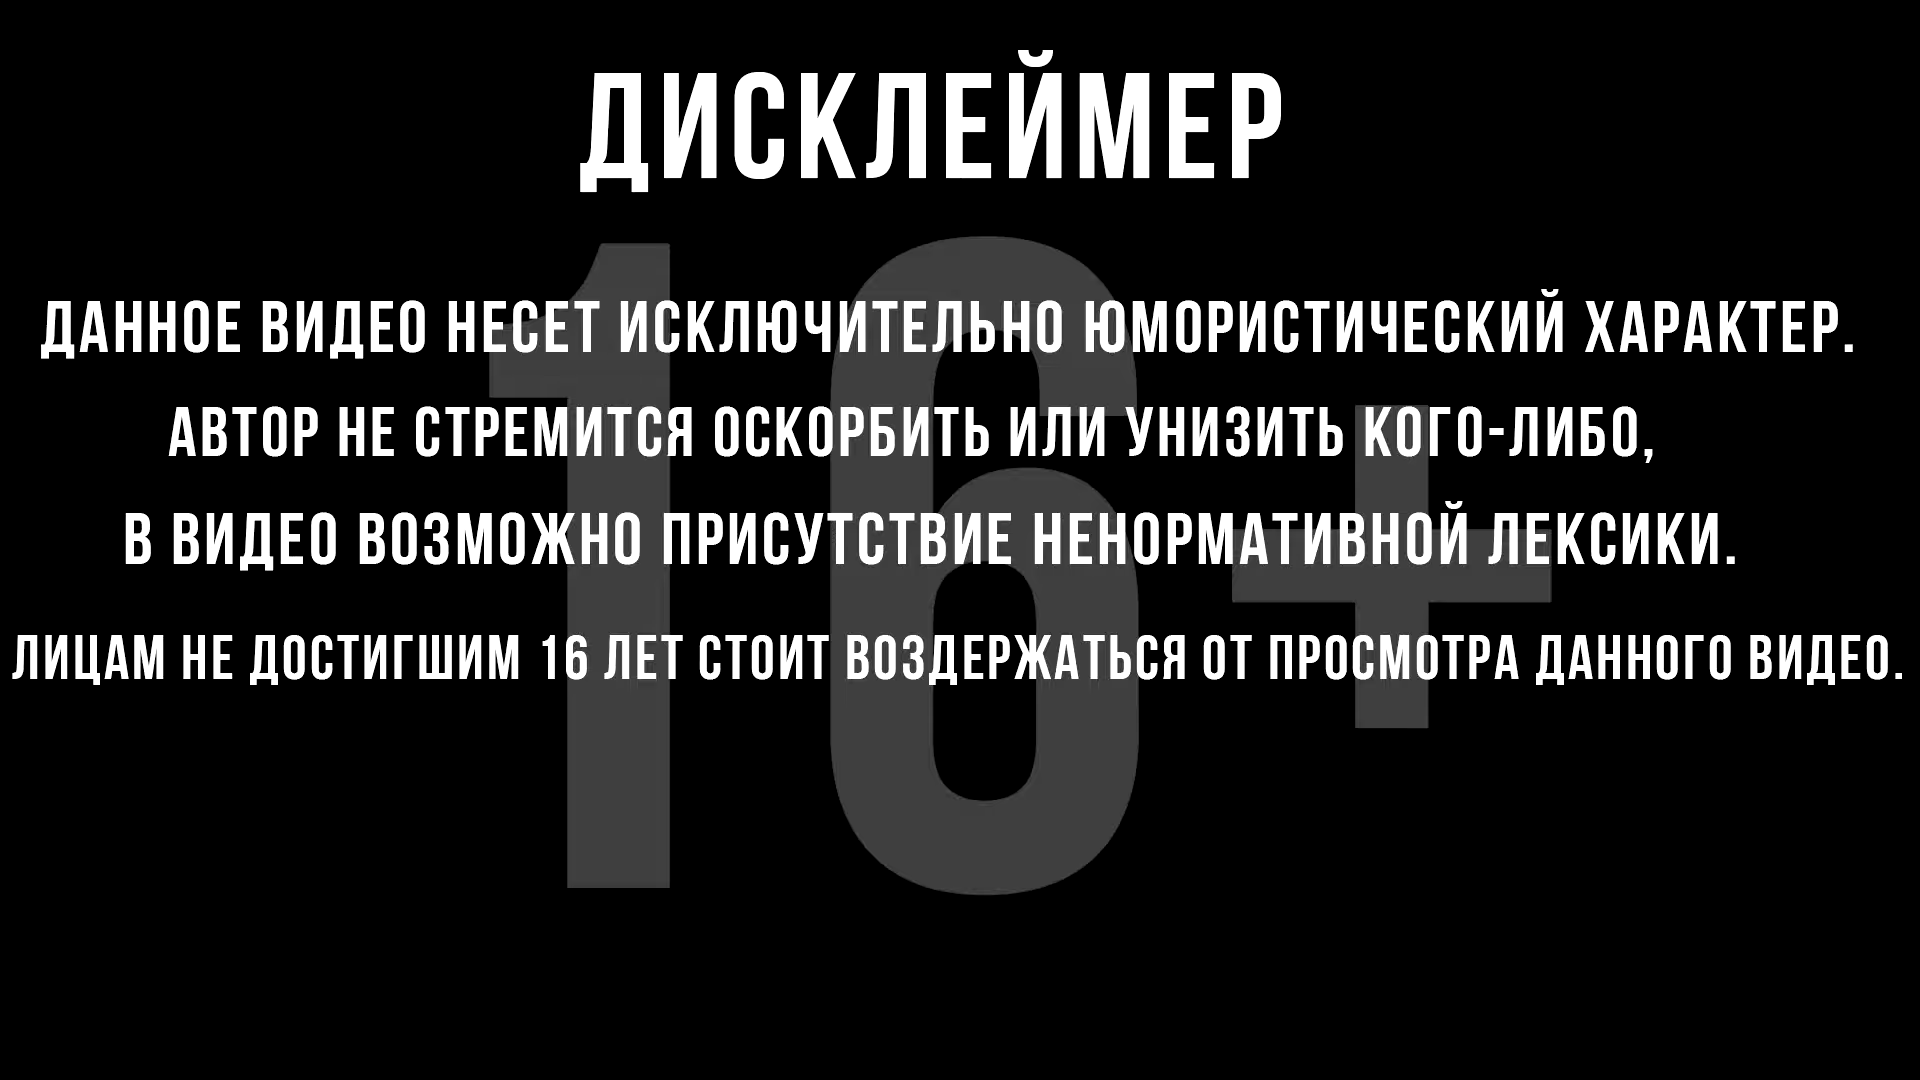 ДИСКЛЕЙМЕР
16+
ДАННОЕ ВИДЕО НЕСЕТ ИСКЛЮЧИТЕЛЬНО ЮМОРИСТИЧЕСКИЙ ХАРАКТЕР.
АВТОР НЕ СТРЕМИТСЯ ОСКОРБИТЬ ИЛИ УНИЗИТЬ КОГО-ЛИБО,
В ВИДЕО ВОЗМОЖНО ПРИСУТСТВИЕ НЕНОРМАТИВНОЙ ЛЕКСИКИ.
ЛИЦАМ НЕ ДОСТИГШИМ 16 ЛЕТ СТОИТ ВОЗДЕРЖАТЬСЯ ОТ ПРОСМОТРА ДАННОГО ВИДЕО.